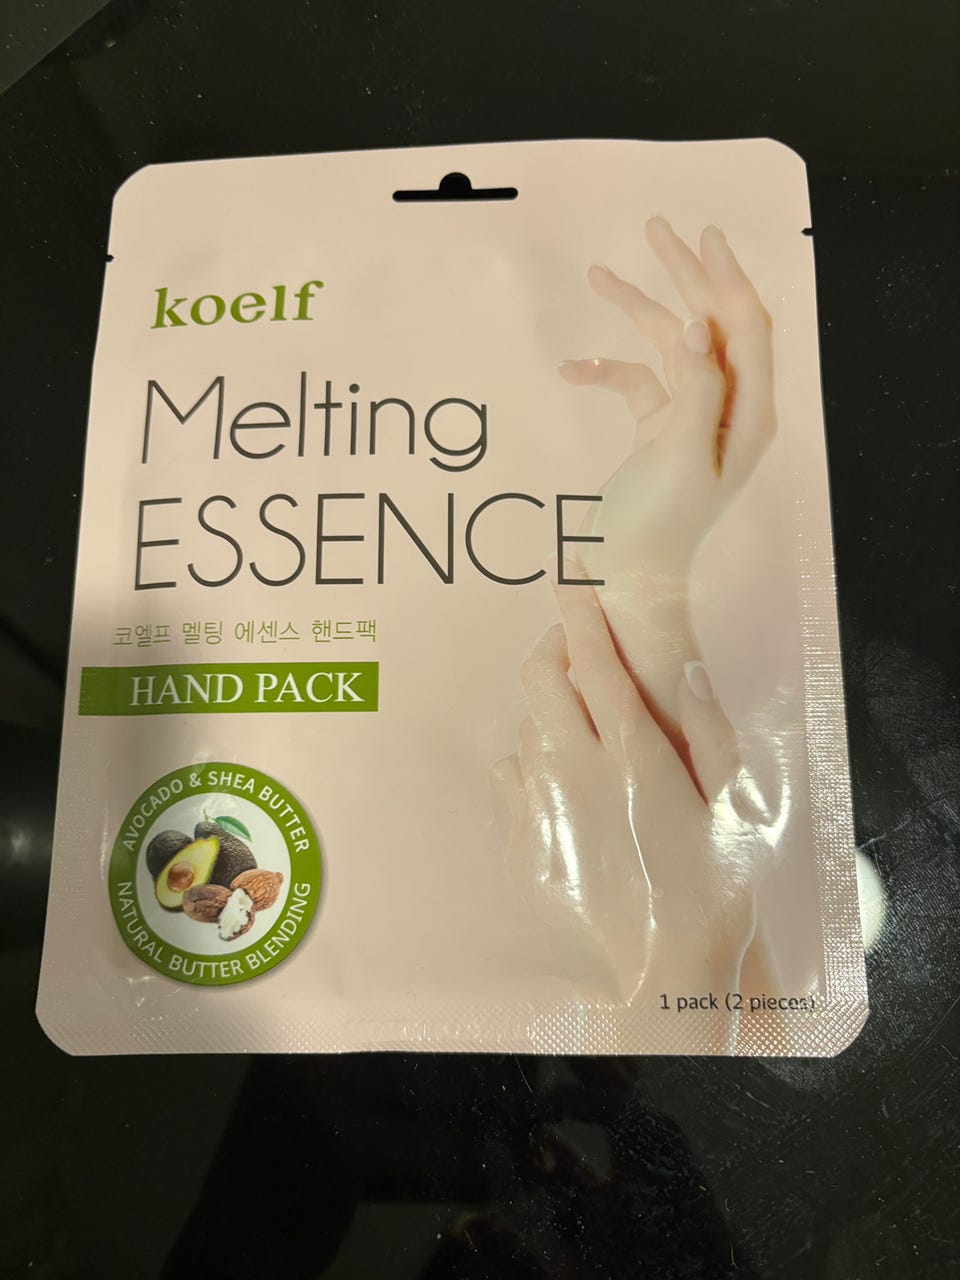 koelf
Melting
ESSENCE
코엘프 멜팅 에센스 핸드팩
HAND PACK
AVOCADO & SHEA BUTTER
NATURAL BUTTER BLENDING
1 pack (2 pieces)